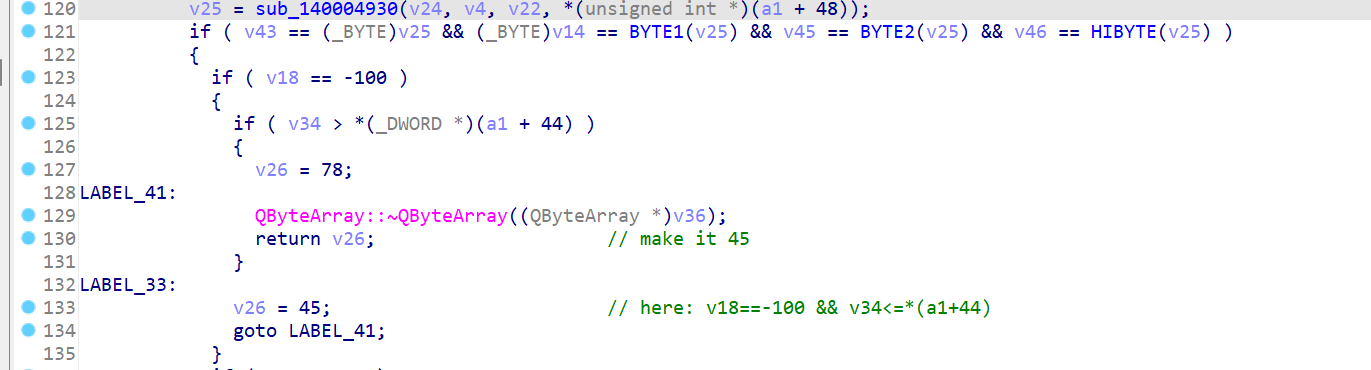 120 v25 = sub_140004930(v24, v4, v22, *(unsigned int *)(a1 + 48));
121 if ( v43 == (_BYTE)v25 && (_BYTE)v14 == BYTE1(v25) && v45 == BYTE2(v25) && v46 == HIBYTE(v25) )
122 {
123 if ( v18 == -100 )
124 {
125 if ( v34 > *(_DWORD *)(a1 + 44) )
126 {
127 v26 = 78;
128 LABEL_41:
129 QByteArray::~QByteArray((QByteArray *)v36);
130 return v26; // make it 45
131 }
132 LABEL_33:
133 v26 = 45; // here: v18==-100 && v34<=*(a1+44)
134 goto LABEL_41;
135 }